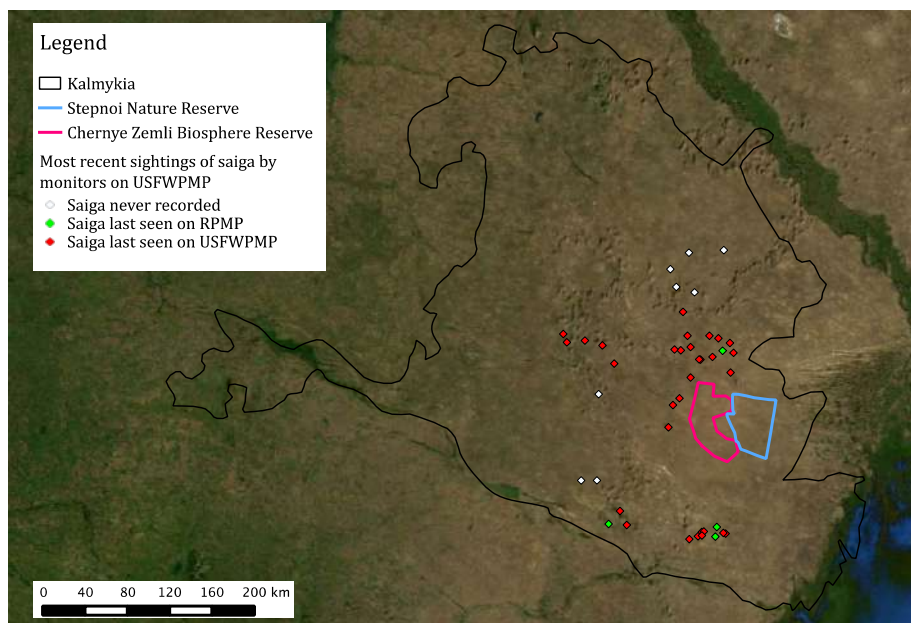 Legend
Kalmykia
Stepnoi Nature Reserve
Chernye Zemli Biosphere Reserve
Most recent sightings of saiga by
monitors on USFWPMP
Saiga never recorded
Saiga last seen on RPMP
Saiga last seen on USFWPMP
0 40 80 120 160 200 km